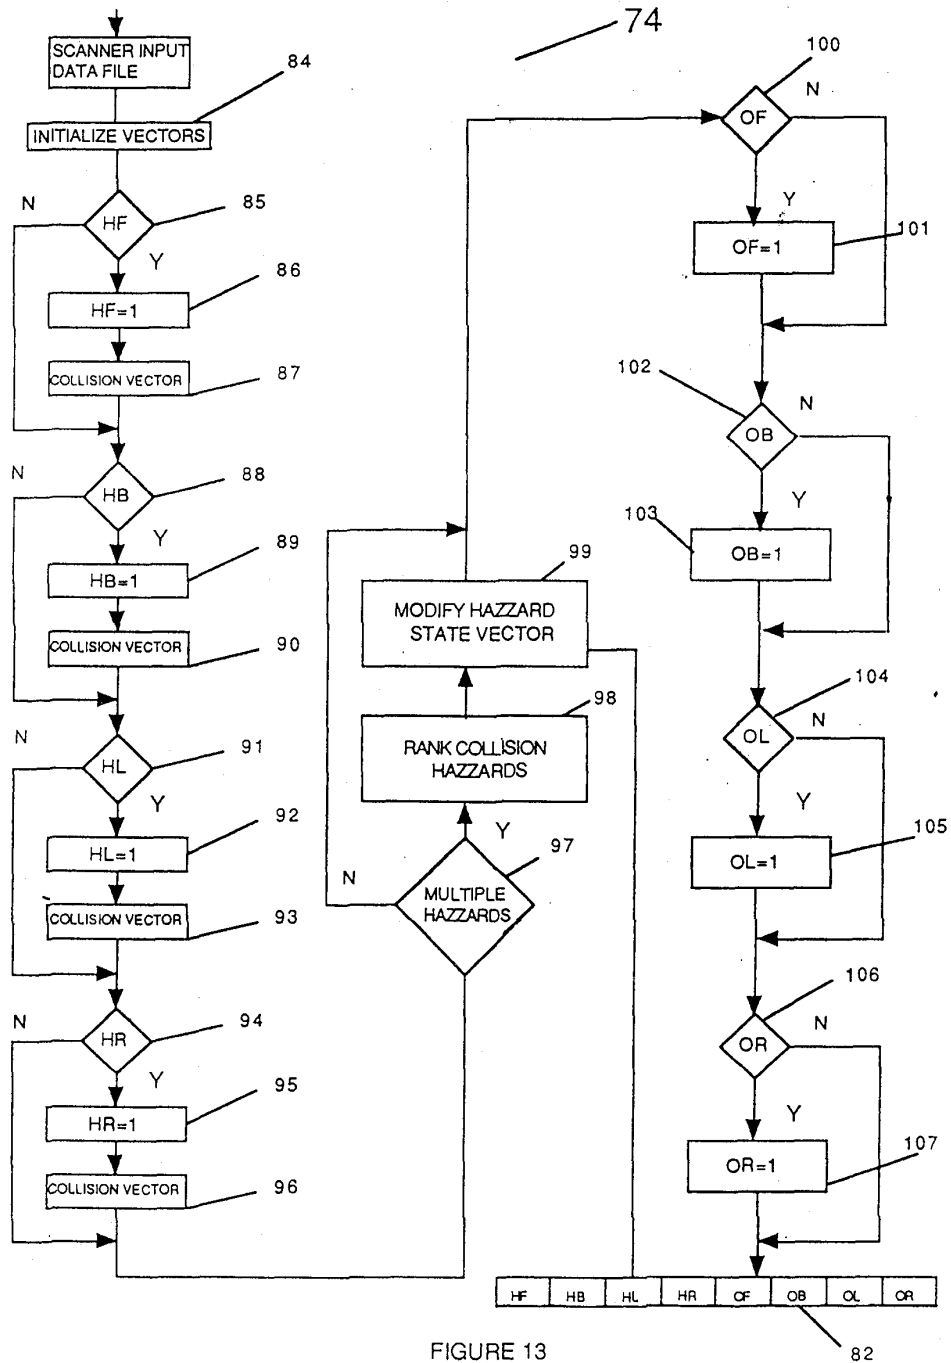 74
SCANNER INPUT
DATA FILE
84
INITIALIZE VECTORS
N
HF
85
Y
86
HF=1
87
COLLISION VECTOR
N
HB
88
Y
89
HB=1
90
COLLISION VECTOR
N
HL
91
Y
92
HL=1
93
COLLISION VECTOR
N
HR
94
Y
95
HR=1
96
COLLISION VECTOR
99
MODIFY HAZZARD
STATE VECTOR
98
RANK COLLISION
HAZZARDS
Y
97
N
MULTIPLE
HAZZARDS
100
N
OF
Y
101
OF=1
102
N
OB
Y
103
OB=1
104
N
OL
Y
105
OL=1
106
N
OR
Y
107
OR=1
HF HB HL HR OF OB OL OR
82
FIGURE 13